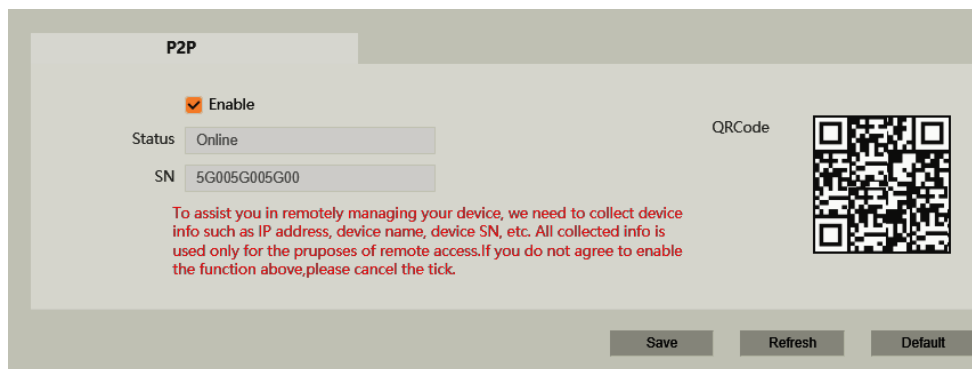 P2P
Enable
Status Online
SN 5G005G005G00
QRCode
To assist you in remotely managing your device, we need to collect device
info such as IP address, device name, device SN, etc. All collected info is
used only for the pruposes of remote access.If you do not agree to enable
the function above,please cancel the tick.
Save Refresh Default